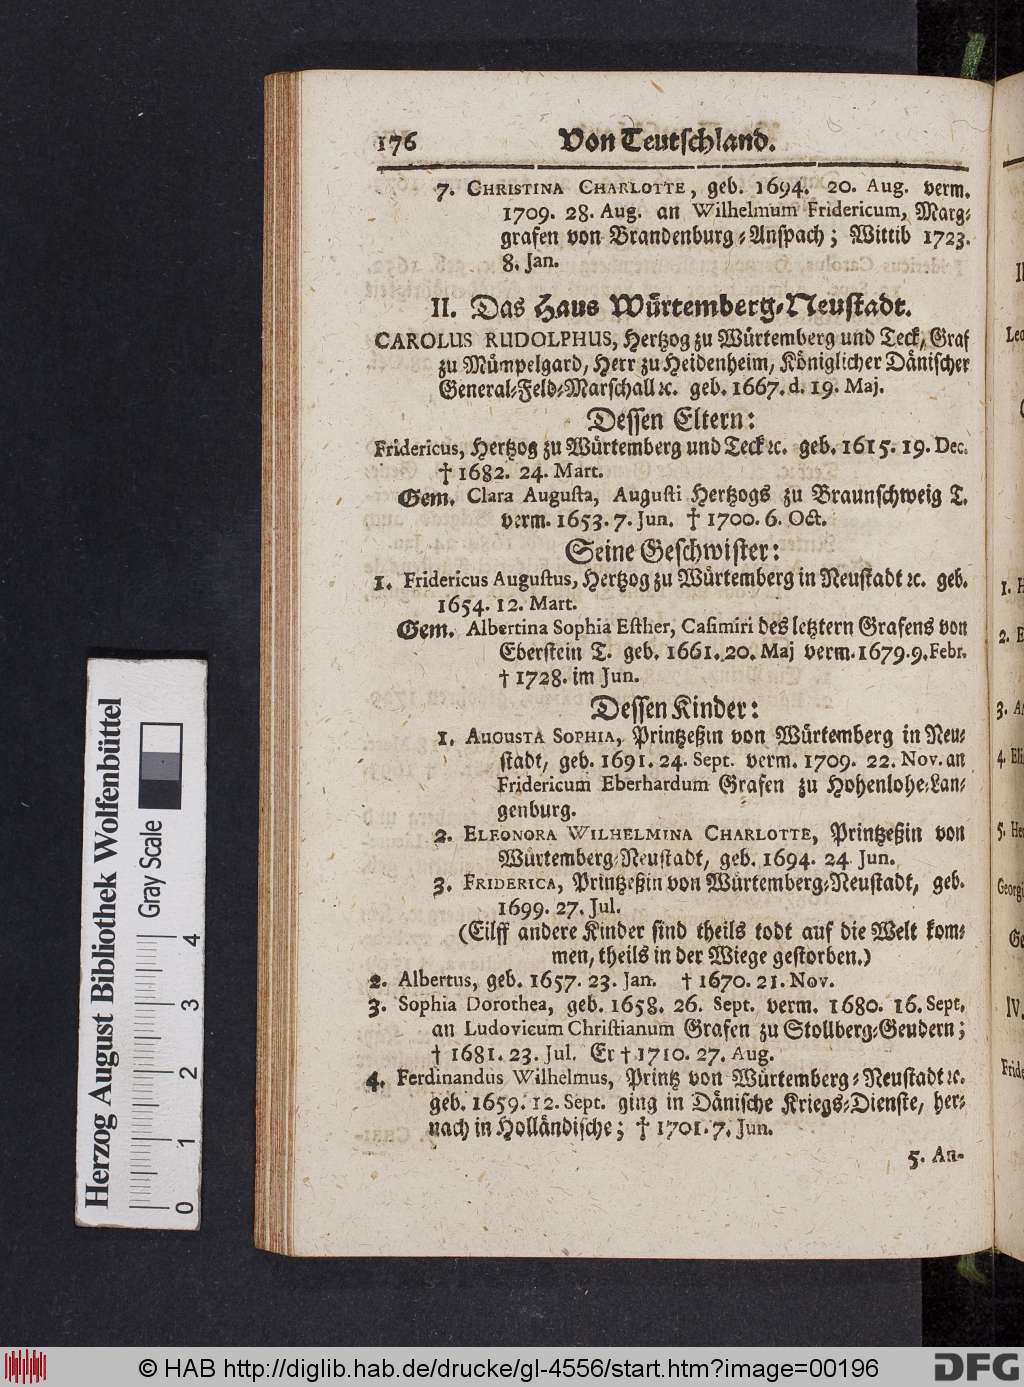 176 Von Teutschland.
7. CHRISTINA CHARLOTTE, geb. 1694. 20. Aug. verm.
1709. 28. Aug. an Wilhelmum Fridericum, Marg-
grafen von Brandenburg-Anspach; Wittib 1723.
8. Jan.
II. Das Haus Würtemberg-Neustadt.
CAROLUS RUDOLPHUS, Hertzog zu Würtemberg und Teck, Graf
zu Mümpelgard, Herr zu Heidenheim, Königlicher Dänischer
General-Feld-Marschall ꝛc. geb. 1667. d. 19. Maj.
Dessen Eltern:
Fridericus, Hertzog zu Würtemberg und Teck ꝛc. geb. 1615. 19. Dec.
† 1682. 24. Mart.
Gem. Clara Augusta, Augusti Hertzogs zu Braunschweig T.
verm. 1653. 7. Jun. † 1700. 6. Oct.
Seine Geschwister:
1. Fridericus Augustus, Hertzog zu Würtemberg in Neustadt ꝛc. geb.
1654. 12. Mart.
Gem. Albertina Sophia Esther, Casimiri des letztern Grafens von
Eberstein T. geb. 1661. 20. Maj verm. 1679. 9. Febr.
† 1728. im Jun.
Dessen Kinder:
1. AUGUSTA SOPHIA, Printzeßin von Würtemberg in Neu-
stadt, geb. 1691. 24. Sept. verm. 1709. 22. Nov. an
Fridericum Eberhardum Grafen zu Hohenlohe-Lan-
genburg.
2. ELEONORA WILHELMINA CHARLOTTE, Printzeßin von
Würtemberg-Neustadt, geb. 1694. 24 Jun.
3. FRIDERICA, Printzeßin von Würtemberg-Neustadt, geb.
1699. 27. Jul.
(Eilff andere Kinder sind theils todt auf die Welt kom-
men, theils in der Wiege gestorben.)
2. Albertus, geb. 1657. 23. Jan. † 1670. 21. Nov.
3. Sophia Dorothea, geb. 1658. 26. Sept. verm. 1680. 16. Sept.
an Ludovicum Christianum Grafen zu Stollberg-Geudern;
† 1681. 23. Jul. Er † 1710. 27. Aug.
4. Ferdinandus Wilhelmus, Printz von Würtemberg-Neustadt ꝛc.
geb. 1659. 12. Sept. ging in Dänische Kriegs-Dienste, her-
nach in Holländische; † 1701. 7. Jun.
5. An-
Herzog August Bibliothek Wolfenbüttel
Gray Scale
0 1 2 3 4
© HAB http://diglib.hab.de/drucke/gl-4556/start.htm?image=00196
DFG